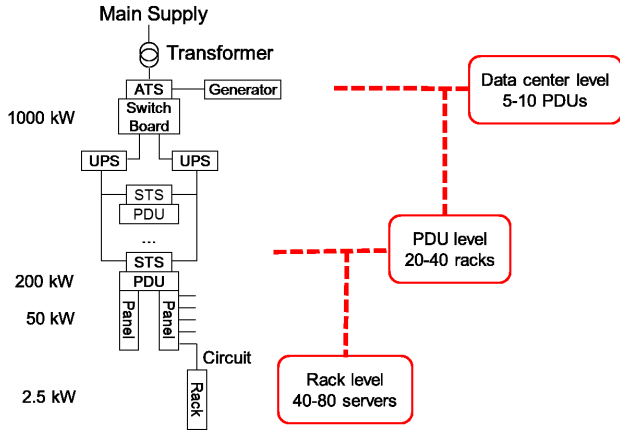 Main Supply
Transformer
ATS
Generator
Switch
Board
1000 kW
UPS
UPS
STS
PDU
...
STS
200 kW
PDU
Panel
Panel
50 kW
Circuit
Rack
2.5 kW
Data center level
5-10 PDUs
PDU level
20-40 racks
Rack level
40-80 servers